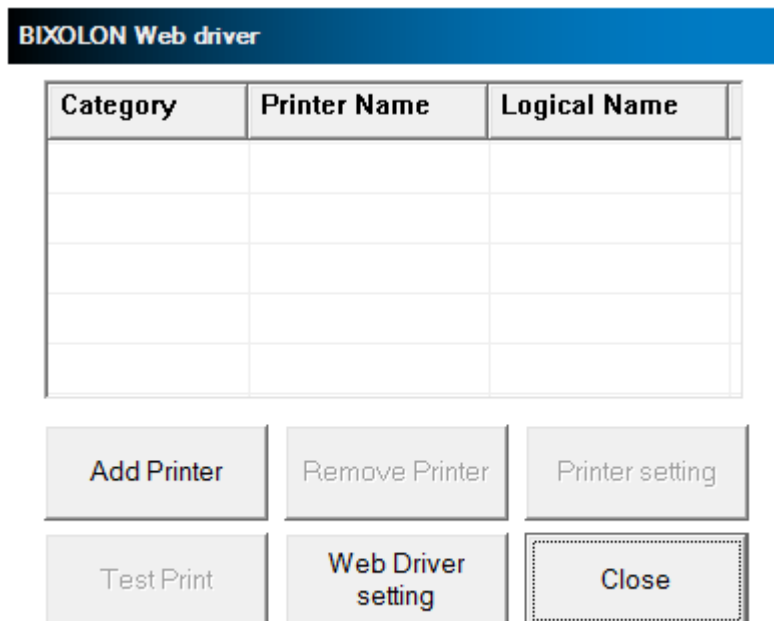 BIXOLON Web driver
Category Printer Name Logical Name
Add Printer Remove Printer Printer setting
Test Print Web Driver setting Close